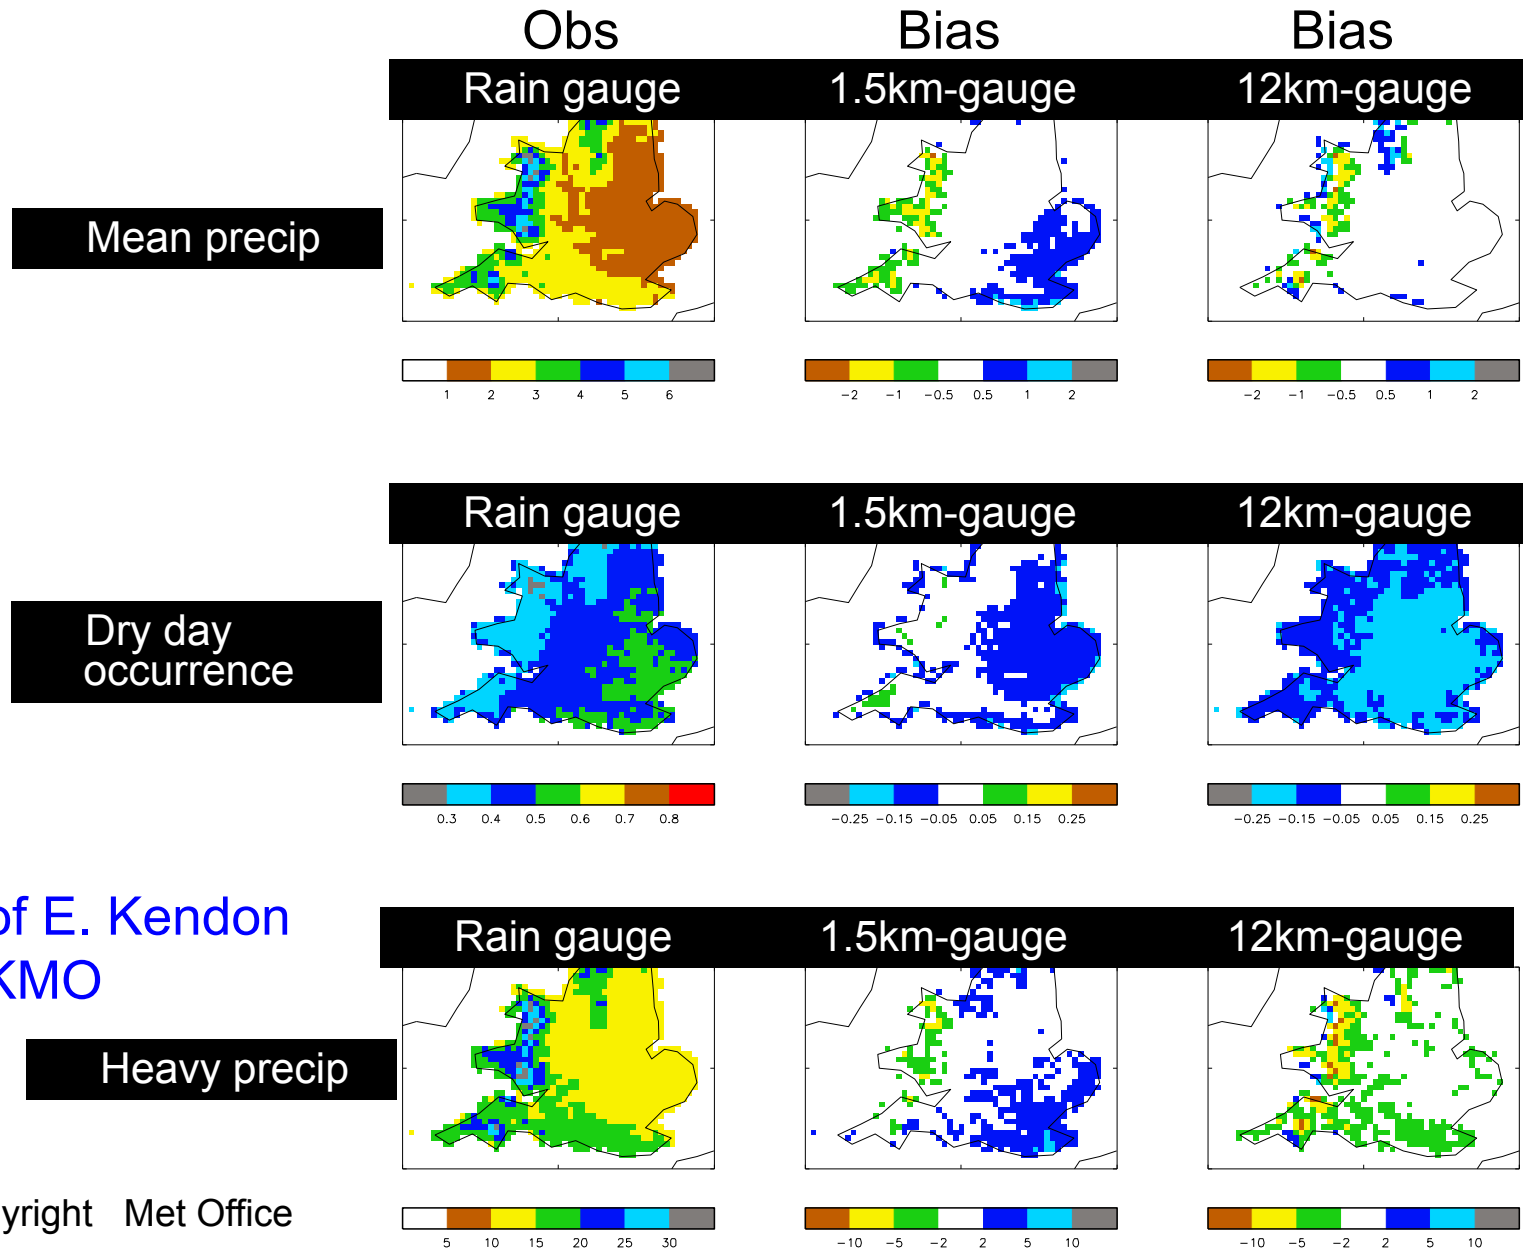 Obs Bias Bias
Rain gauge 1.5km-gauge 12km-gauge
Mean precip
1 2 3 4 5 6
-2 -1 -0.5 0.5 1 2
-2 -1 -0.5 0.5 1 2
Rain gauge 1.5km-gauge 12km-gauge
Dry day
occurrence
0.3 0.4 0.5 0.6 0.7 0.8
-0.25 -0.15 -0.05 0.05 0.15 0.25
-0.25 -0.15 -0.05 0.05 0.15 0.25
of E. Kendon
KMO
Rain gauge 1.5km-gauge 12km-gauge
Heavy precip
yright Met Office
5 10 15 20 25 30
-10 -5 -2 2 5 10
-10 -5 -2 2 5 10